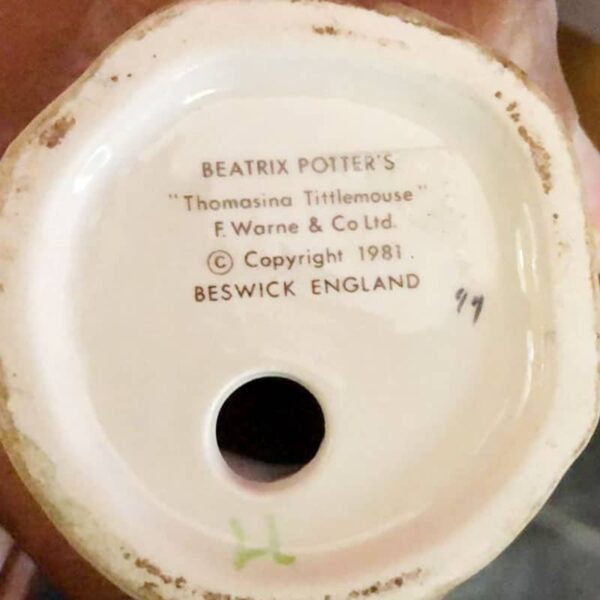 BEATRIX POTTER'S
"Thomasina Tittlemouse"
F. Warne & Co Ltd.
© Copyright 1981.
BESWICK ENGLAND